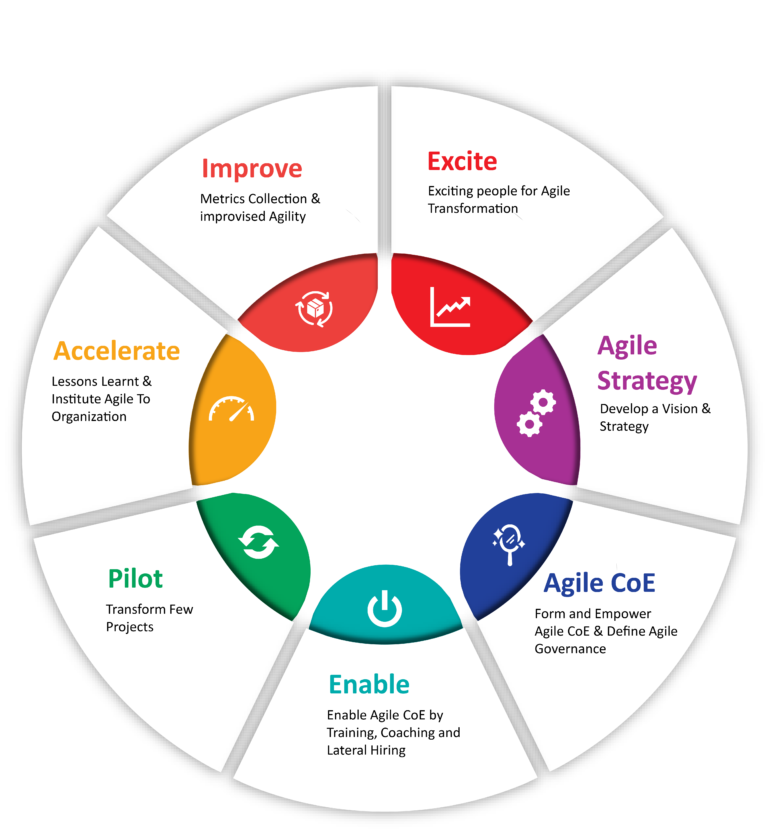 Excite
Exciting people for Agile
Transformation
Agile
Strategy
Develop a Vision &
Strategy
Agile CoE
Form and Empower
Agile CoE & Define Agile
Governance
Enable
Enable Agile CoE by
Training, Coaching and
Lateral Hiring
Pilot
Transform Few
Projects
Accelerate
Lessons Learnt &
Institute Agile To
Organization
Improve
Metrics Collection &
improvised Agility